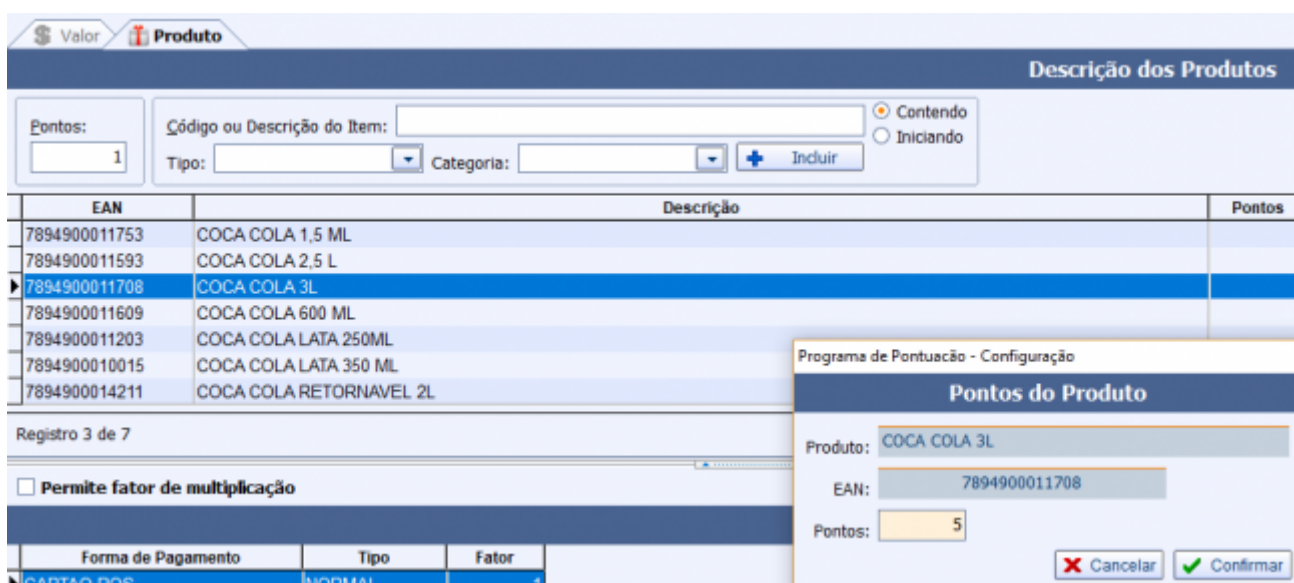 Valor Produto
Descrição dos Produtos
Pontos: Código ou Descrição do Item: Contendo
Iniciando
1 Tipo: Categoria: Incluir
EAN Descrição Pontos
7894900011753 COCA COLA 1,5 ML
7894900011593 COCA COLA 2,5 L
7894900011708 COCA COLA 3L
7894900011609 COCA COLA 600 ML
7894900011203 COCA COLA LATA 250ML
7894900010015 COCA COLA LATA 350 ML
7894900014211 COCA COLA RETORNAVEL 2L
Registro 3 de 7
Permite fator de multiplicação
Forma de Pagamento Tipo Fator
CARTAO POS NORMAL 1
Programa de Pontuacão - Configuração
Pontos do Produto
Produto: COCA COLA 3L
EAN: 7894900011708
Pontos: 5
Cancelar Confirmar